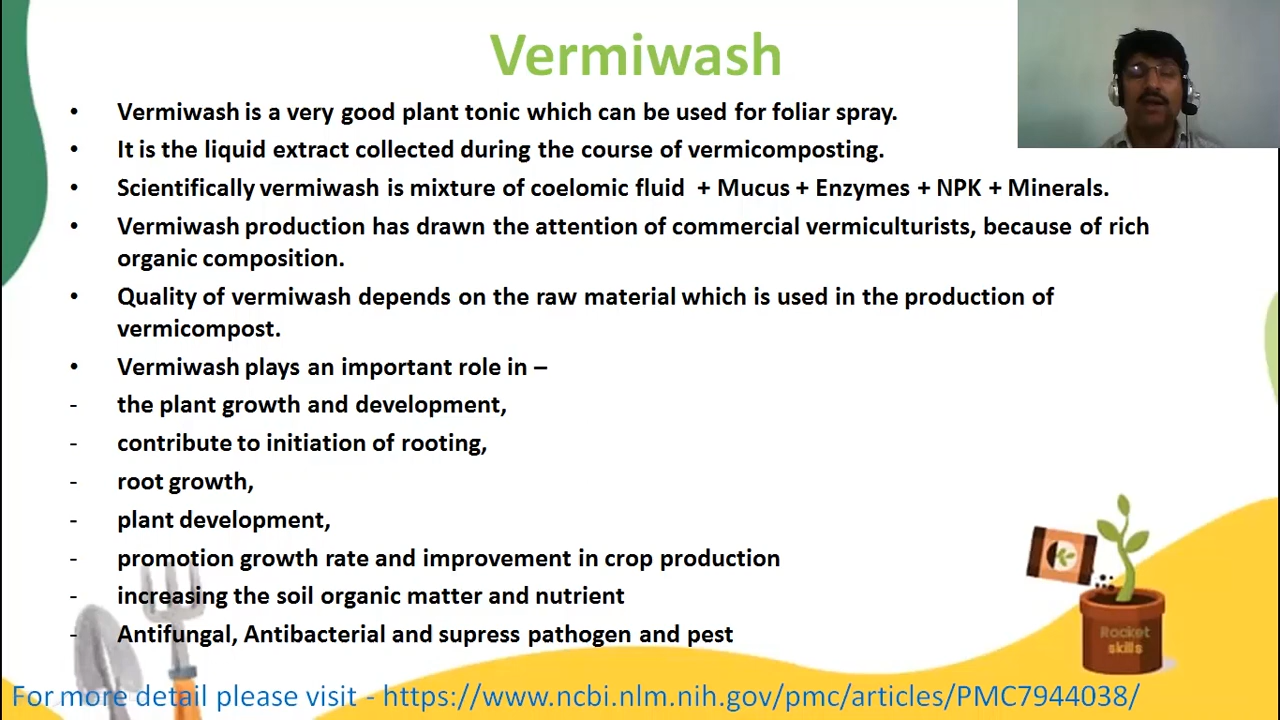 Vermiwash
• Vermiwash is a very good plant tonic which can be used for foliar spray.
• It is the liquid extract collected during the course of vermicomposting.
• Scientifically vermiwash is mixture of coelomic fluid + Mucus + Enzymes + NPK + Minerals.
• Vermiwash production has drawn the attention of commercial vermiculturists, because of rich
organic composition.
• Quality of vermiwash depends on the raw material which is used in the production of
vermicompost.
• Vermiwash plays an important role in –
- the plant growth and development,
- contribute to initiation of rooting,
- root growth,
- plant development,
- promotion growth rate and improvement in crop production
- increasing the soil organic matter and nutrient
- Antifungal, Antibacterial and supress pathogen and pest
Rocket
skills
For more detail please visit - https://www.ncbi.nlm.nih.gov/pmc/articles/PMC7944038/